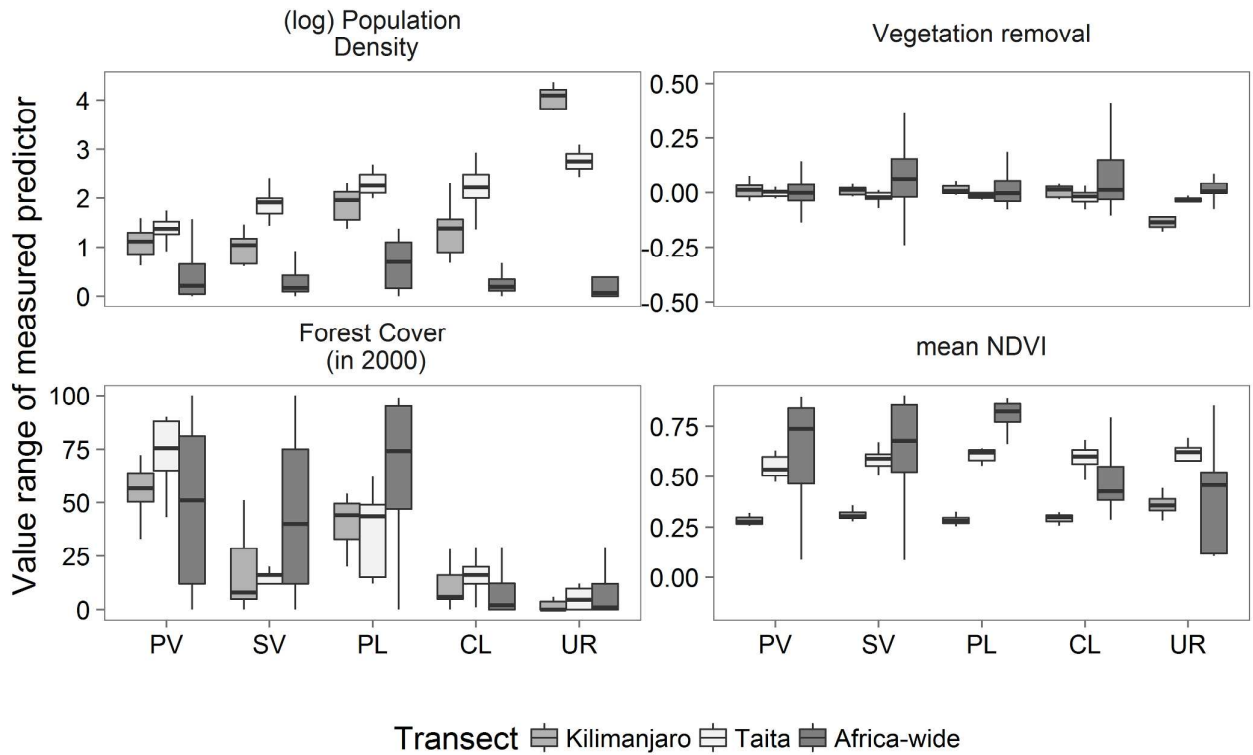 (log) Population
Density
Vegetation removal
Value range of measured predictor
4
3
2
1
0
0.50
0.25
0.00
-0.25
-0.50
Forest Cover
(in 2000)
mean NDVI
100
75
50
25
0
0.75
0.50
0.25
0.00
PV SV PL CL UR
PV SV PL CL UR
Transect Kilimanjaro Taita Africa-wide